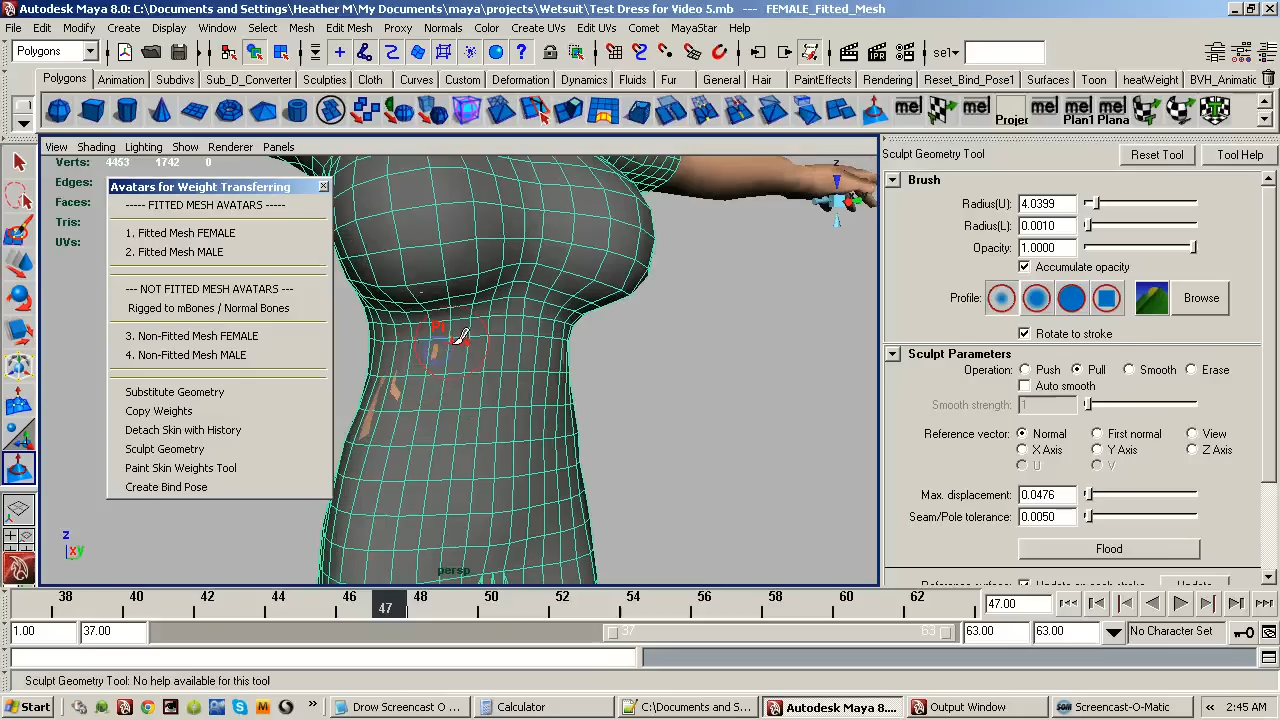 Autodesk Maya 8.0: C:\Documents and Settings\Heather M\My Documents\maya\projects\Wetsuit\Test Dress for Video 5.mb --- FEMALE_Fitted_Mesh
File Edit Modify Create Display Window Select Mesh Edit Mesh Proxy Normals Color Create UVs Edit UVs Comet MayaStar Help
Polygons sel
Polygons Animation Subdivs Sub_D_Converter Sculpties Cloth Curves Custom Deformation Dynamics Fluids Fur General Hair PaintEffects Rendering Reset_Bind_Pose1 Surfaces Toon heatWeight BVH_Animatic
mel mel Projec mel Plan1 mel Plana
View Shading Lighting Show Renderer Panels
Verts: 4453 1742 0
Edges:
Faces:
Tris:
UVs:
Avatars for Weight Transferring
----- FITTED MESH AVATARS -----
1. Fitted Mesh FEMALE
2. Fitted Mesh MALE
--- NOT FITTED MESH AVATARS ---
Rigged to mBones / Normal Bones
3. Non-Fitted Mesh FEMALE
4. Non-Fitted Mesh MALE
Substitute Geometry
Copy Weights
Detach Skin with History
Sculpt Geometry
Paint Skin Weights Tool
Create Bind Pose
z
Pl
z
xy
persp
Sculpt Geometry Tool Reset Tool Tool Help
Brush
Radius(U): 4.0399
Radius(L): 0.0010
Opacity: 1.0000
Accumulate opacity
Profile: Browse
Rotate to stroke
Sculpt Parameters
Operation: Push Pull Smooth Erase
Auto smooth
Smooth strength: 1
Reference vector: Normal First normal View
X Axis Y Axis Z Axis
U V
Max. displacement: 0.0476
Seam/Pole tolerance: 0.0050
Flood
Reference surface: Update on each stroke Update
38 40 42 44 46 47 48 50 52 54 56 58 60 62 47.00
1.00 37.00 37 63 63.00 63.00 No Character Set
Sculpt Geometry Tool: No help available for this tool
Start Drow Screencast O ... Calculator C:\Documents and S... Autodesk Maya 8.... Output Window Screencast-O-Matic 2:45 AM